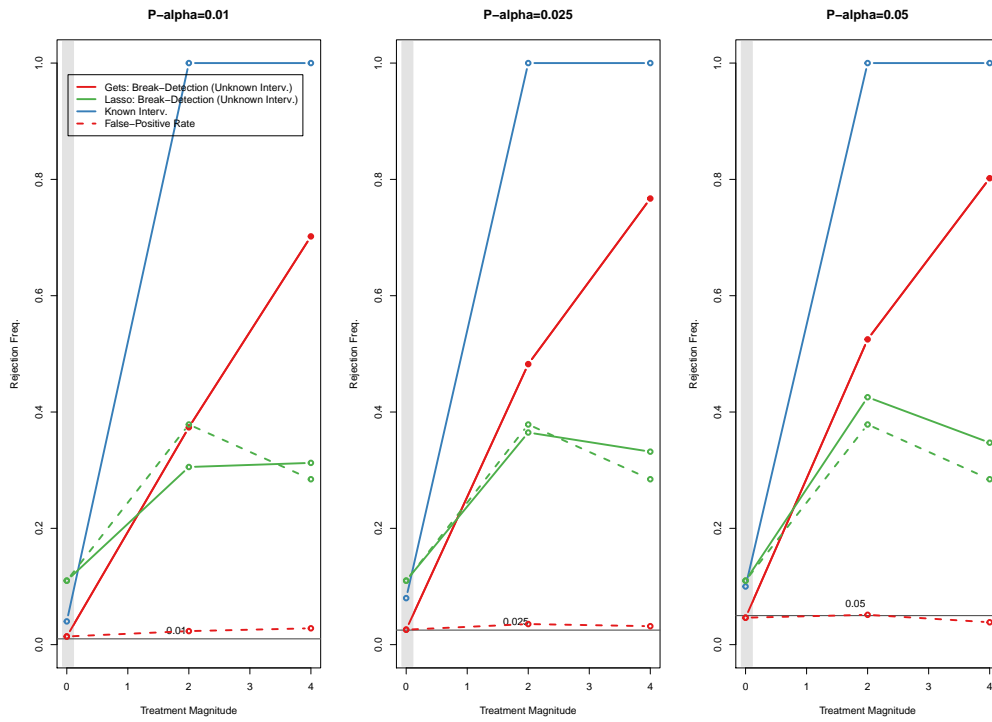 P-alpha=0.01
Rejection Freq.
1.0
0.8
0.6
0.4
0.2
0.0
Gets: Break-Detection (Unknown Interv.)
Lasso: Break-Detection (Unknown Interv.)
Known Interv.
False-Positive Rate
0.01
0 1 2 3 4
Treatment Magnitude
P-alpha=0.025
Rejection Freq.
1.0
0.8
0.6
0.4
0.2
0.0
0.025
0 1 2 3 4
Treatment Magnitude
P-alpha=0.05
Rejection Freq.
1.0
0.8
0.6
0.4
0.2
0.0
0.05
0 1 2 3 4
Treatment Magnitude